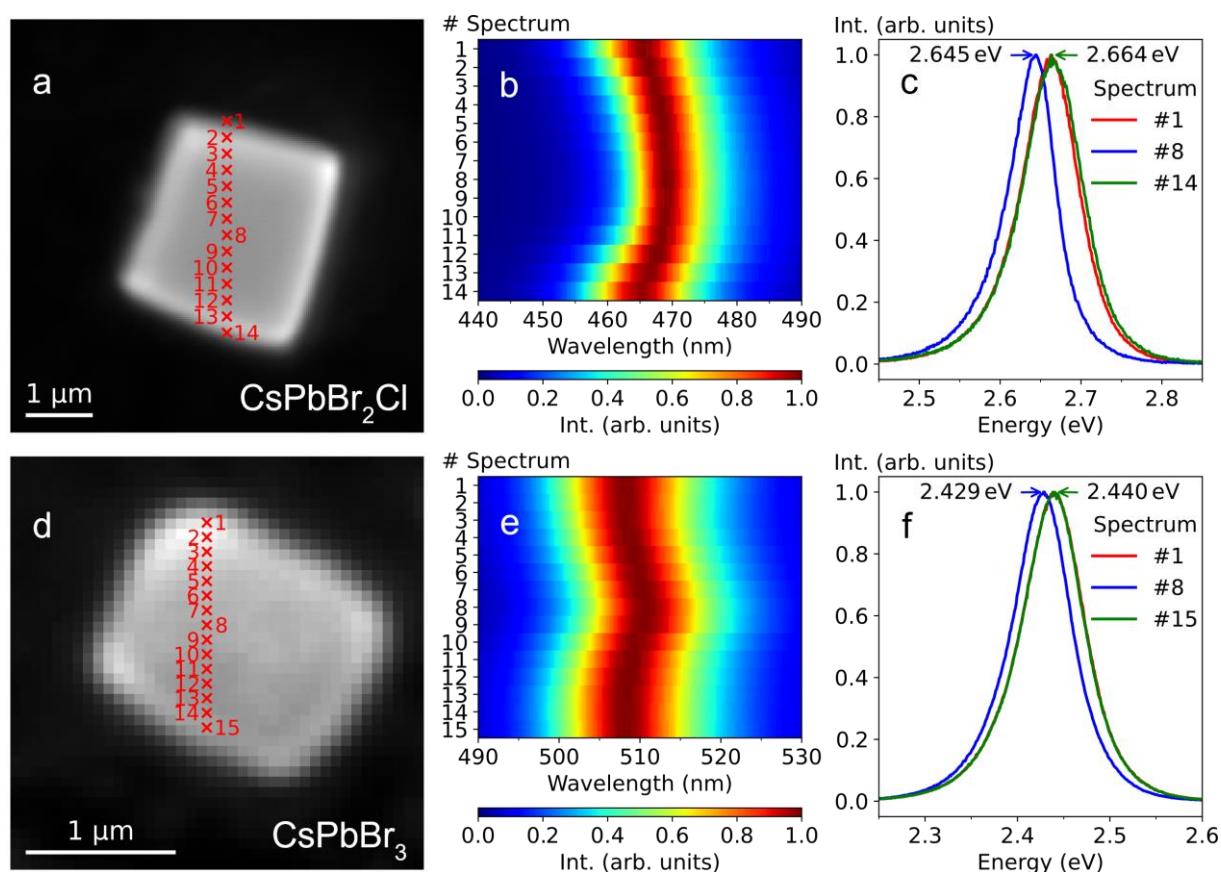 a
1
2
3
4
5
6
7
8
9
10
11
12
13
14
1 μm
CsPbBr₂Cl
# Spectrum
b
1
2
3
4
5
6
7
8
9
10
11
12
13
14
440 450 460 470 480 490
Wavelength (nm)
0.0 0.2 0.4 0.6 0.8 1.0
Int. (arb. units)
Int. (arb. units)
1.0
0.8
0.6
0.4
0.2
0.0
2.645 eV 2.664 eV
c
Spectrum
#1
#8
#14
2.5 2.6 2.7 2.8
Energy (eV)
d
1
2
3
4
5
6
7
8
9
10
11
12
13
14
15
1 μm
CsPbBr₃
# Spectrum
e
1
2
3
4
5
6
7
8
9
10
11
12
13
14
15
490 500 510 520 530
Wavelength (nm)
0.0 0.2 0.4 0.6 0.8 1.0
Int. (arb. units)
Int. (arb. units)
1.0
0.8
0.6
0.4
0.2
0.0
2.429 eV 2.440 eV
f
Spectrum
#1
#8
#15
2.3 2.4 2.5 2.6
Energy (eV)